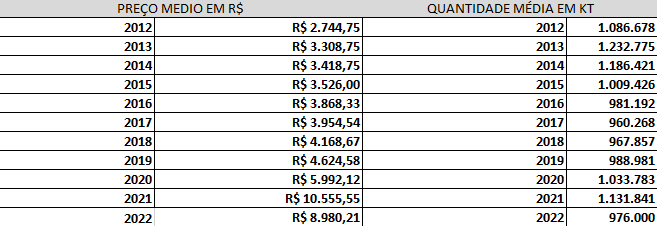 PREÇO MEDIO EM R$ QUANTIDADE MÉDIA EM KT
2012 R$ 2.744,75 2012 1.086.678
2013 R$ 3.308,75 2013 1.232.775
2014 R$ 3.418,75 2014 1.186.421
2015 R$ 3.526,00 2015 1.009.426
2016 R$ 3.868,33 2016 981.192
2017 R$ 3.954,54 2017 960.268
2018 R$ 4.168,67 2018 967.857
2019 R$ 4.624,58 2019 988.981
2020 R$ 5.992,12 2020 1.033.783
2021 R$ 10.555,55 2021 1.131.841
2022 R$ 8.980,21 2022 976.000